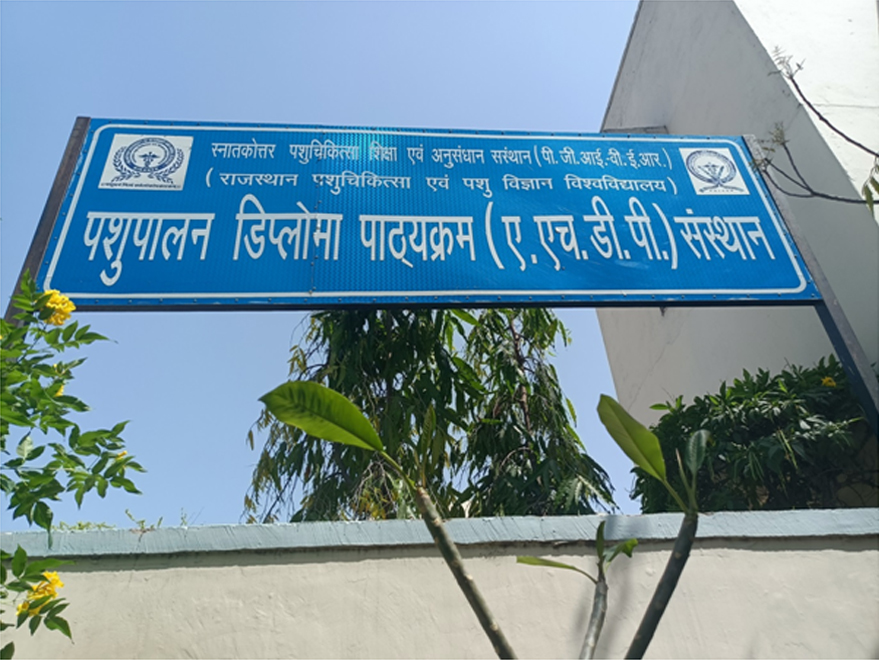 स्नातकोत्तर पशुचिकित्सा शिक्षा एवं अनुसंधान संस्थान (पी.जी.आई.वी.ई.आर.)
( राजस्थान पशुचिकित्सा एवं पशु विज्ञान विश्वविद्यालय )
पशुपालन डिप्लोमा पाठ्यक्रम (ए.एच.डी.पी.) संस्थान